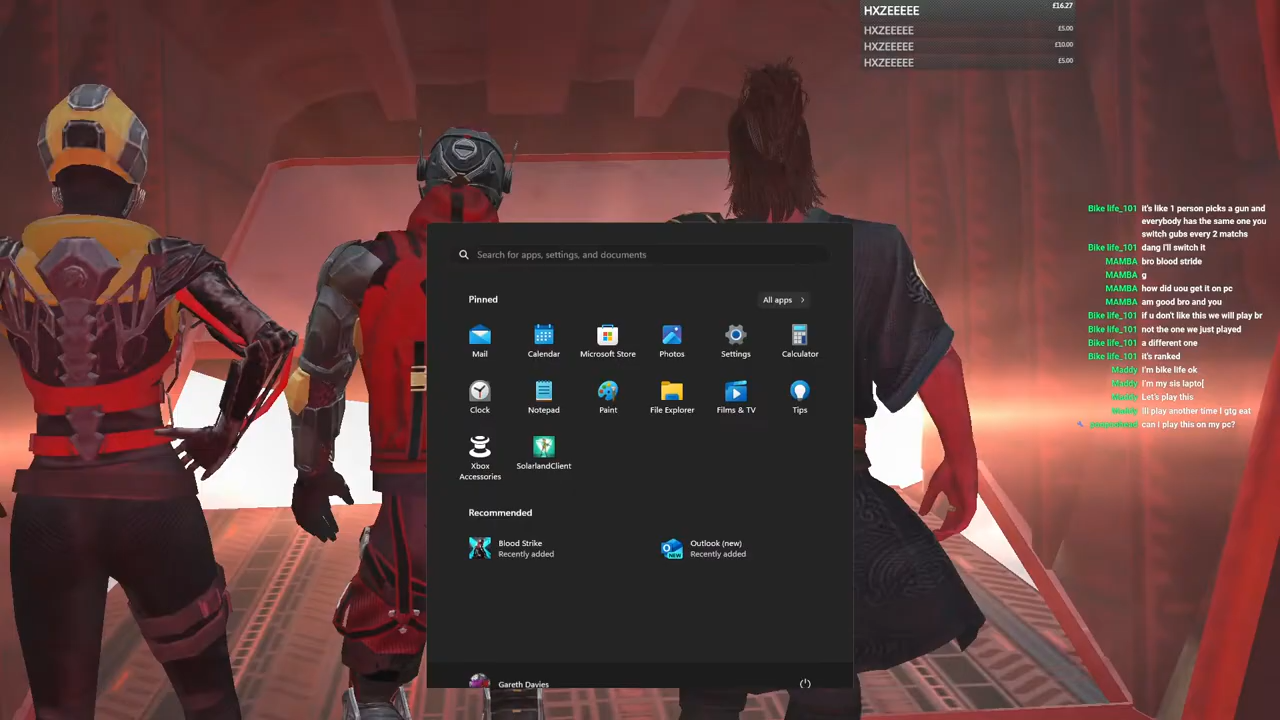 HXZEEEEE £16.27
HXZEEEEE £5.00
HXZEEEEE £10.00
HXZEEEEE £5.00
Search for apps, settings, and documents
Pinned
All apps
Mail
Calendar
Microsoft Store
Photos
Settings
Calculator
Clock
Notepad
Paint
File Explorer
Films & TV
Tips
Xbox
Accessories
SolarlandClient
Recommended
Blood Strike
Recently added
Outlook (new)
Recently added
NEW
Gareth Davies
Bike life_101 it's like 1 person picks a gun and
everybody has the same one you
switch gubs every 2 matchs
Bike life_101 dang I'll switch it
MAMBA bro blood stride
MAMBA g
MAMBA how did uou get it on pc
MAMBA am good bro and you
Bike life_101 if u don't like this we will play br
Bike life_101 not the one we just played
Bike life_101 a different one
Bike life_101 it's ranked
Maddy I'm bike life ok
Maddy I'm my sis lapto[
Maddy Let's play this
Maddy Ill play another time I gtg eat
can i play this on my pc?